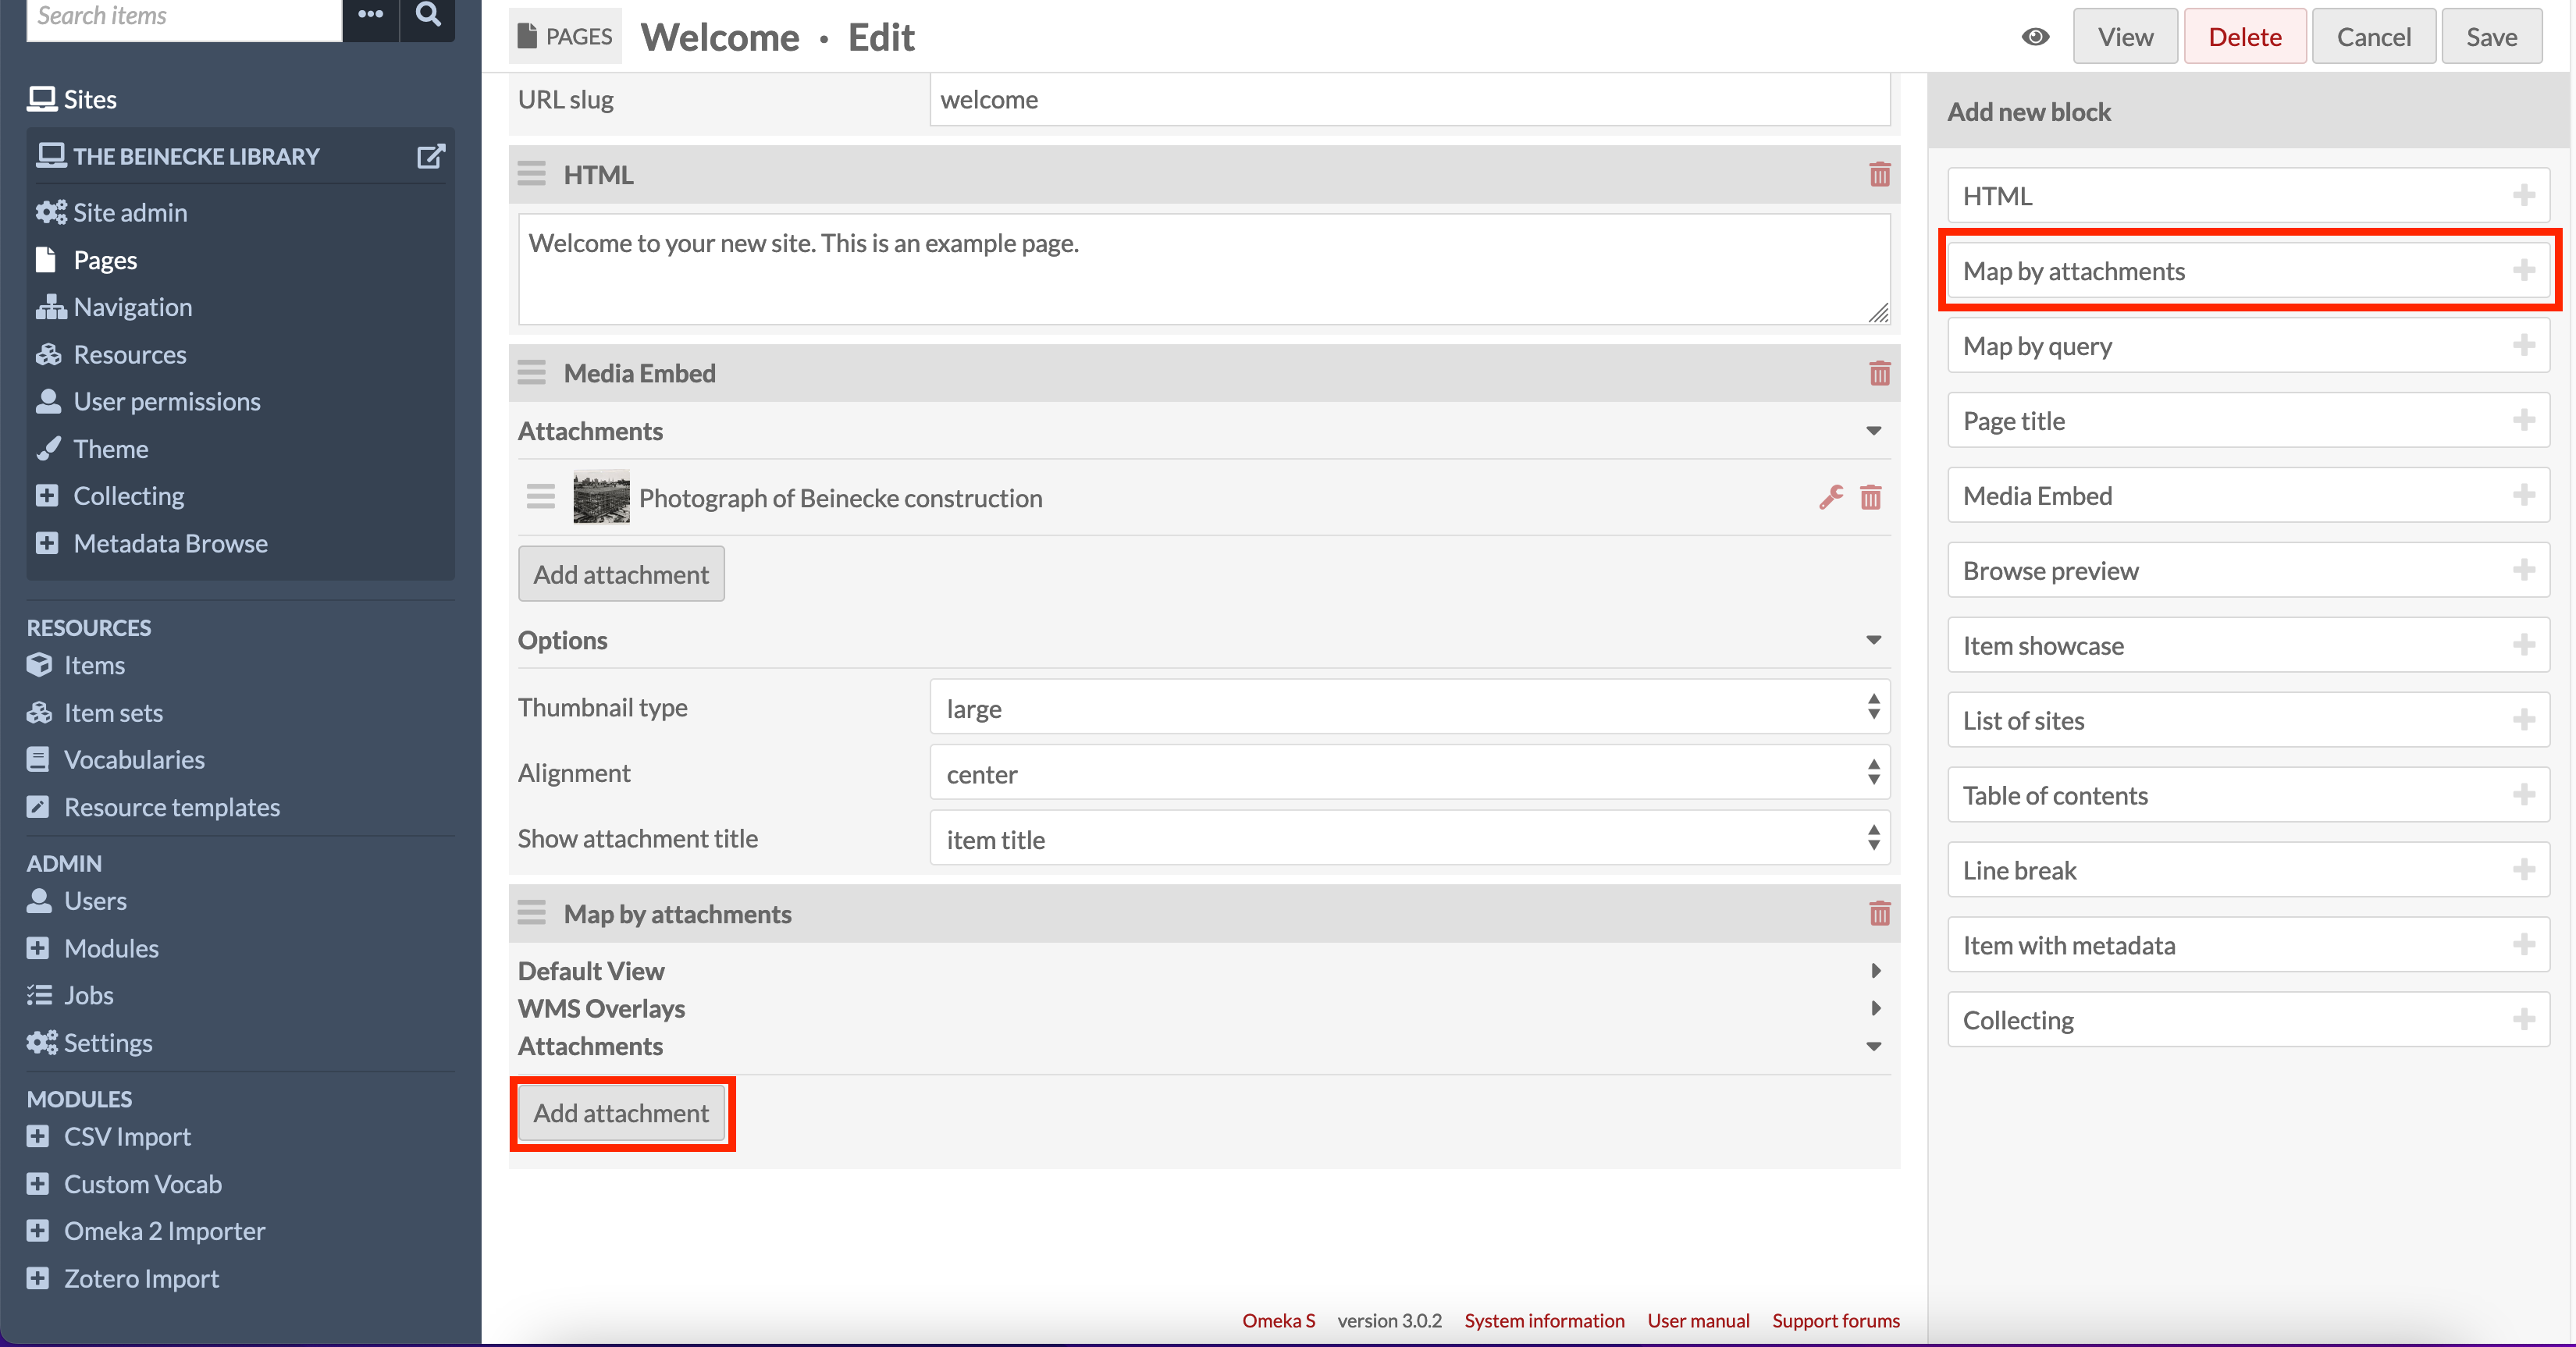 Search items
Sites
THE BEINECKE LIBRARY
Site admin
Pages
Navigation
Resources
User permissions
Theme
Collecting
Metadata Browse
RESOURCES
Items
Item sets
Vocabularies
Resource templates
ADMIN
Users
Modules
Jobs
Settings
MODULES
CSV Import
Custom Vocab
Omeka 2 Importer
Zotero Import
PAGES Welcome · Edit
View Delete Cancel Save
URL slug welcome
HTML
Welcome to your new site. This is an example page.
Media Embed
Attachments
Photograph of Beinecke construction
Add attachment
Options
Thumbnail type large
Alignment center
Show attachment title item title
Map by attachments
Default View
WMS Overlays
Attachments
Add attachment
Omeka S version 3.0.2 System information User manual Support forums
Add new block
HTML
Map by attachments
Map by query
Page title
Media Embed
Browse preview
Item showcase
List of sites
Table of contents
Line break
Item with metadata
Collecting